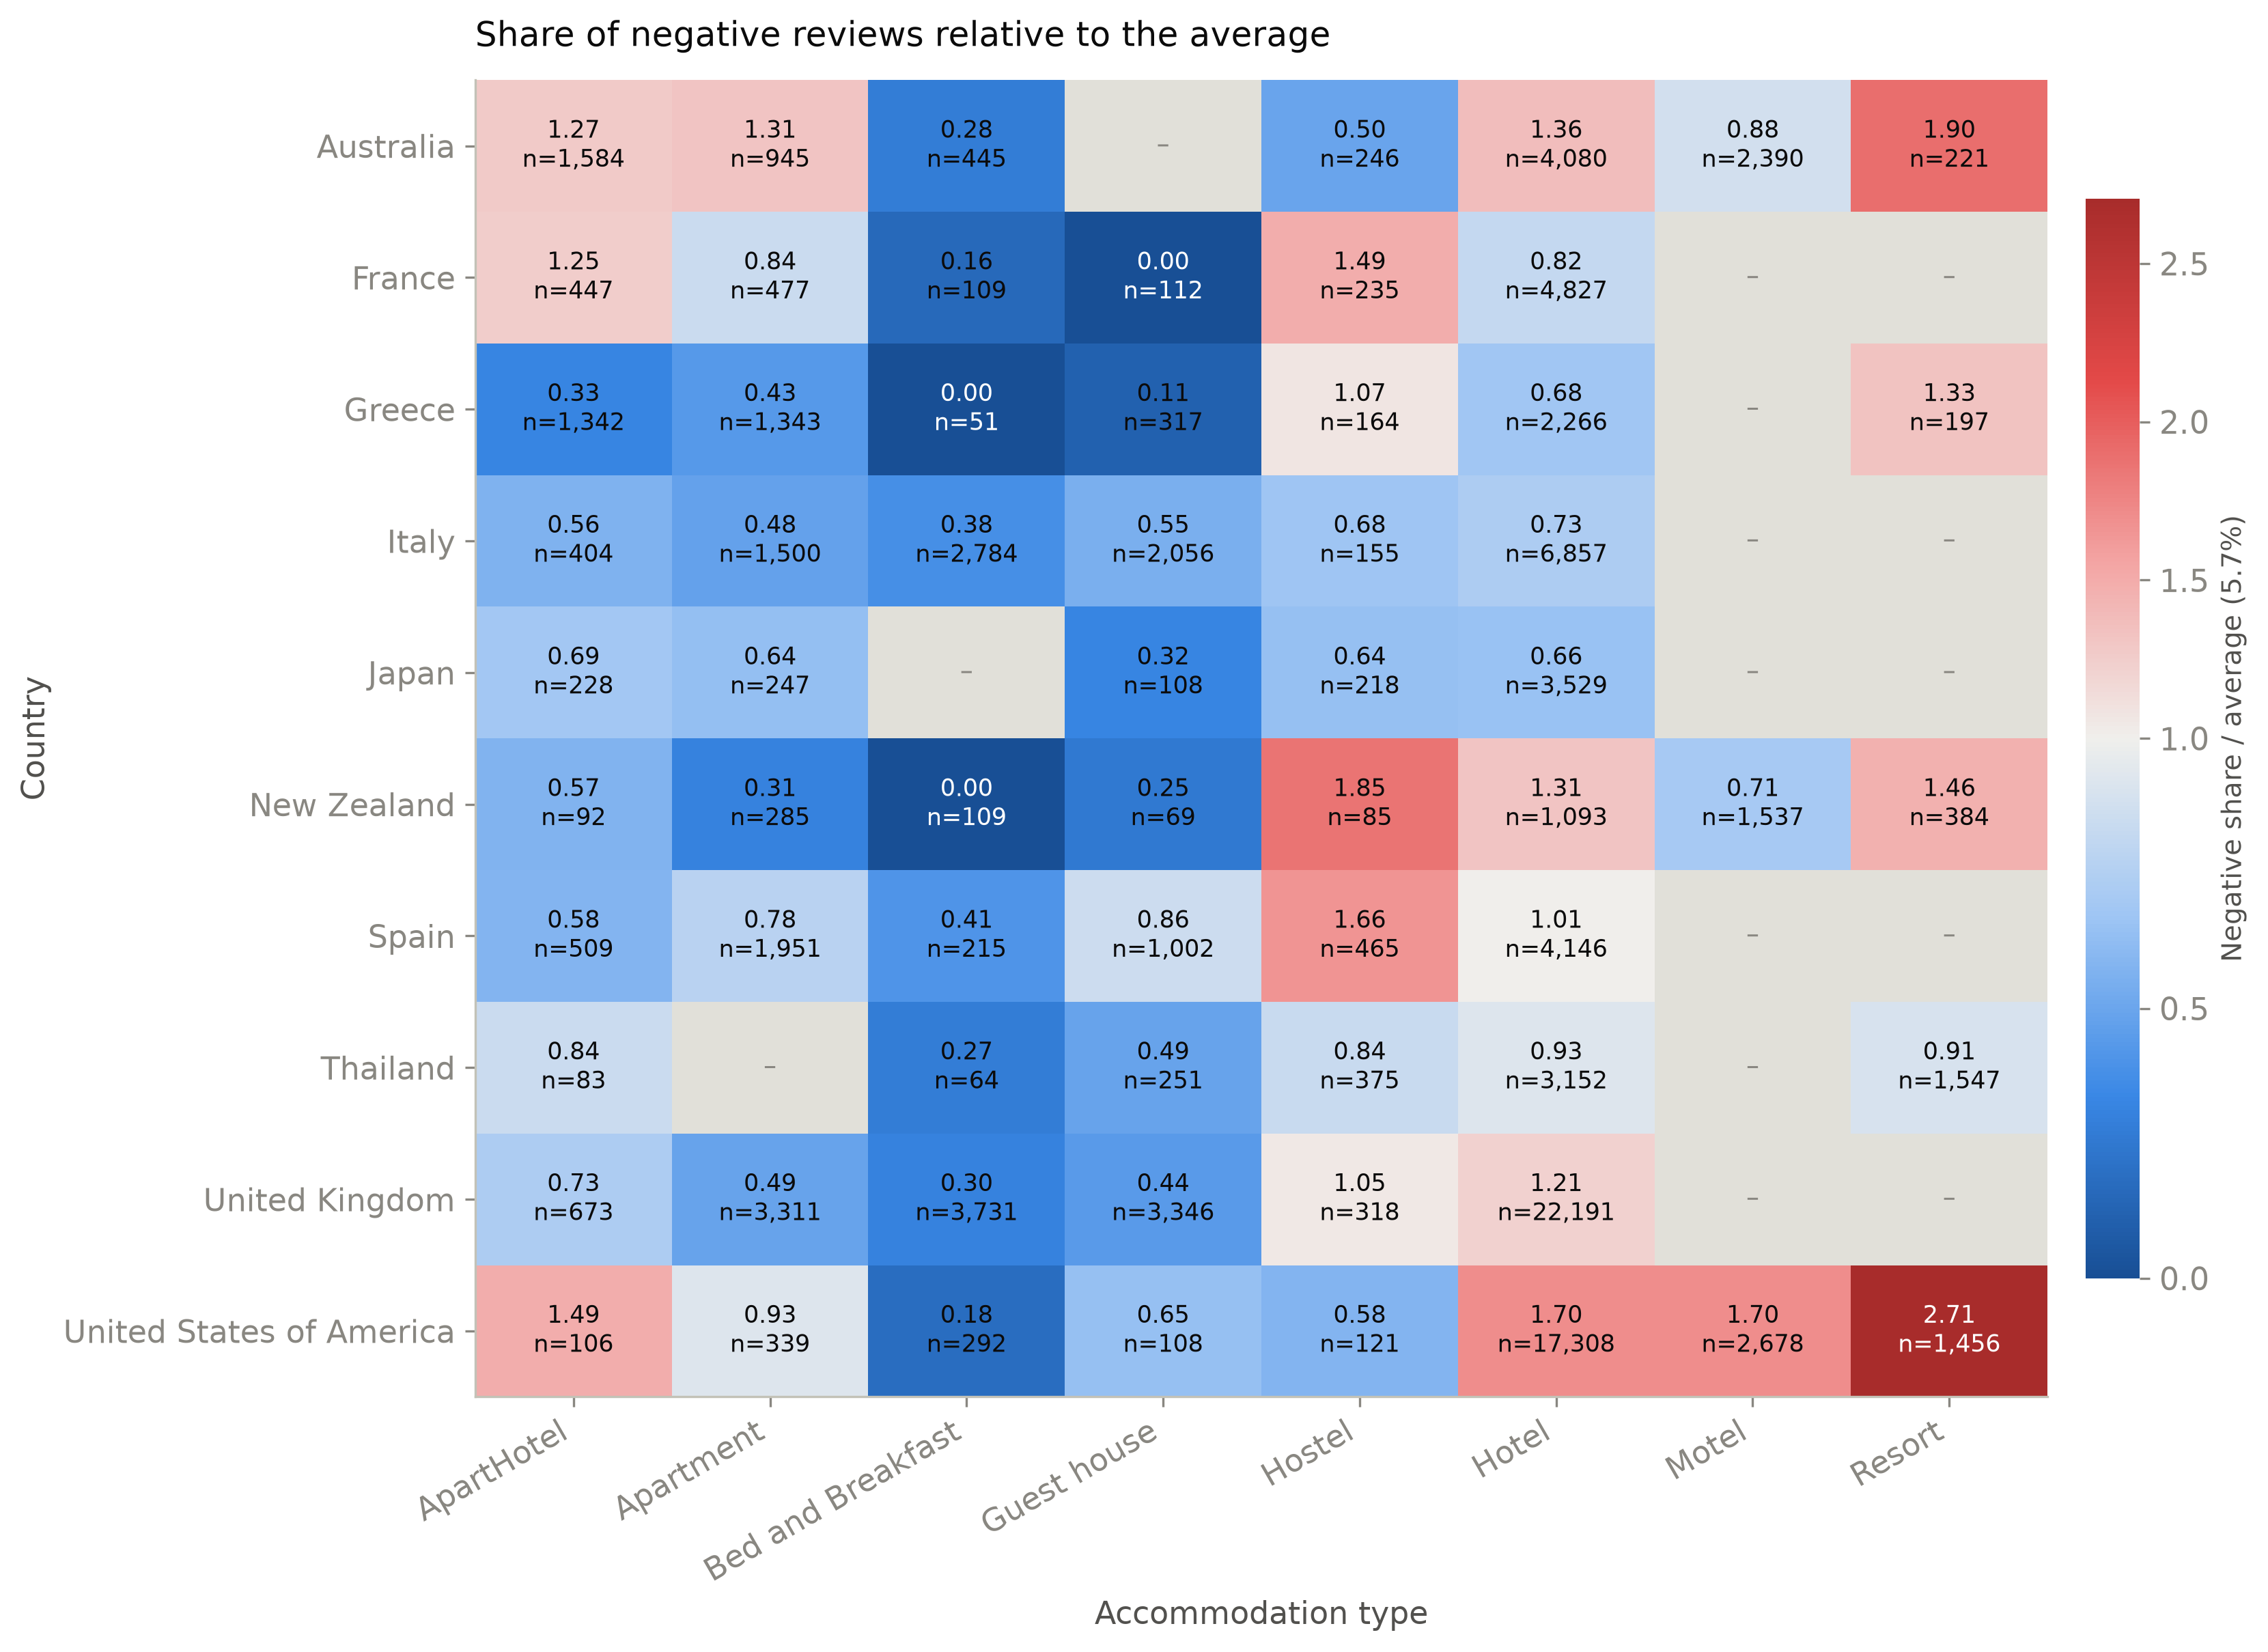 Share of negative reviews relative to the average
Country
Australia
1.27
n=1,584
1.31
n=945
0.28
n=445
–
0.50
n=246
1.36
n=4,080
0.88
n=2,390
1.90
n=221
France
1.25
n=447
0.84
n=477
0.16
n=109
0.00
n=112
1.49
n=235
0.82
n=4,827
–
–
Greece
0.33
n=1,342
0.43
n=1,343
0.00
n=51
0.11
n=317
1.07
n=164
0.68
n=2,266
–
1.33
n=197
Italy
0.56
n=404
0.48
n=1,500
0.38
n=2,784
0.55
n=2,056
0.68
n=155
0.73
n=6,857
–
–
Japan
0.69
n=228
0.64
n=247
–
0.32
n=108
0.64
n=218
0.66
n=3,529
–
–
New Zealand
0.57
n=92
0.31
n=285
0.00
n=109
0.25
n=69
1.85
n=85
1.31
n=1,093
0.71
n=1,537
1.46
n=384
Spain
0.58
n=509
0.78
n=1,951
0.41
n=215
0.86
n=1,002
1.66
n=465
1.01
n=4,146
–
–
Thailand
0.84
n=83
–
0.27
n=64
0.49
n=251
0.84
n=375
0.93
n=3,152
–
0.91
n=1,547
United Kingdom
0.73
n=673
0.49
n=3,311
0.30
n=3,731
0.44
n=3,346
1.05
n=318
1.21
n=22,191
–
–
United States of America
1.49
n=106
0.93
n=339
0.18
n=292
0.65
n=108
0.58
n=121
1.70
n=17,308
1.70
n=2,678
2.71
n=1,456
ApartHotel
Apartment
Bed and Breakfast
Guest house
Hostel
Hotel
Motel
Resort
Accommodation type
2.5
2.0
1.5
1.0
0.5
0.0
Negative share / average (5.7%)